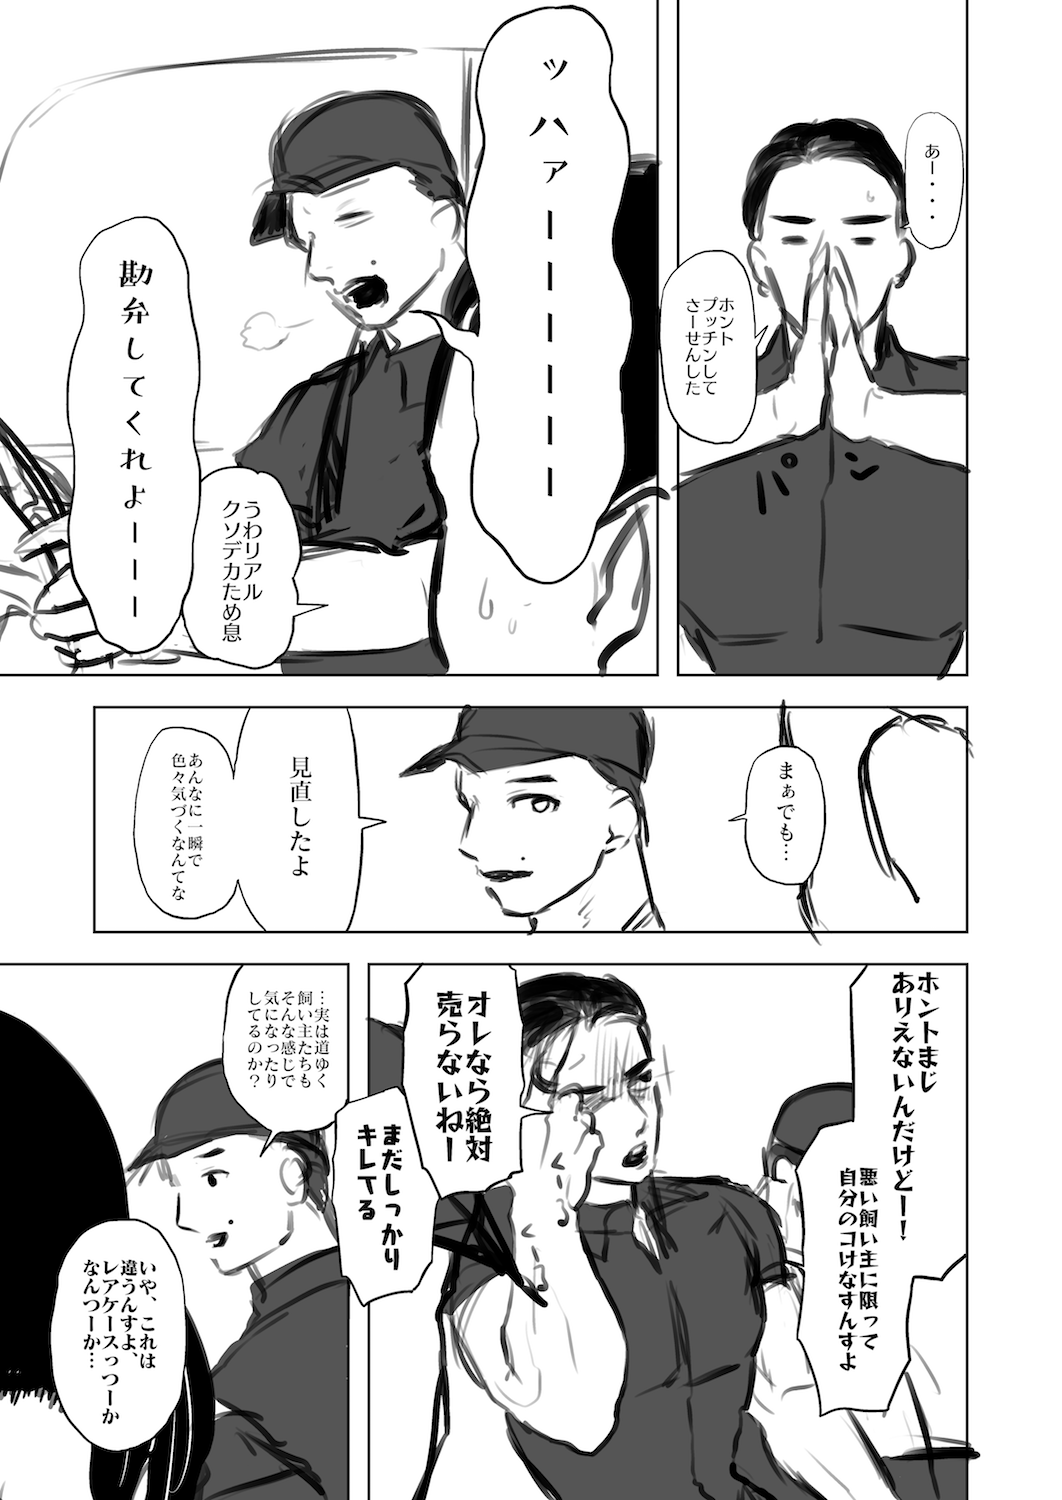 あー・・・・
ホント
プッチンして
さーせんした
パン
ッハァーーーーーー
うわリアル
クソデカため息
勘弁してくれよーーー
まぁでも…
見直したよ
あんなに一瞬で
色々気づくなんてな
ホントまじ
ありえないんだけどー！
悪い飼い主に限って
自分のコけなすんすよ
オレなら絶対
売らないねー
まだしっかり
キレてる
…実は道ゆく
飼い主たちも
そんな感じで
気になったり
してるのか？
いや、これは
違うんすよ、
レアケースっつーか
なんつーか…